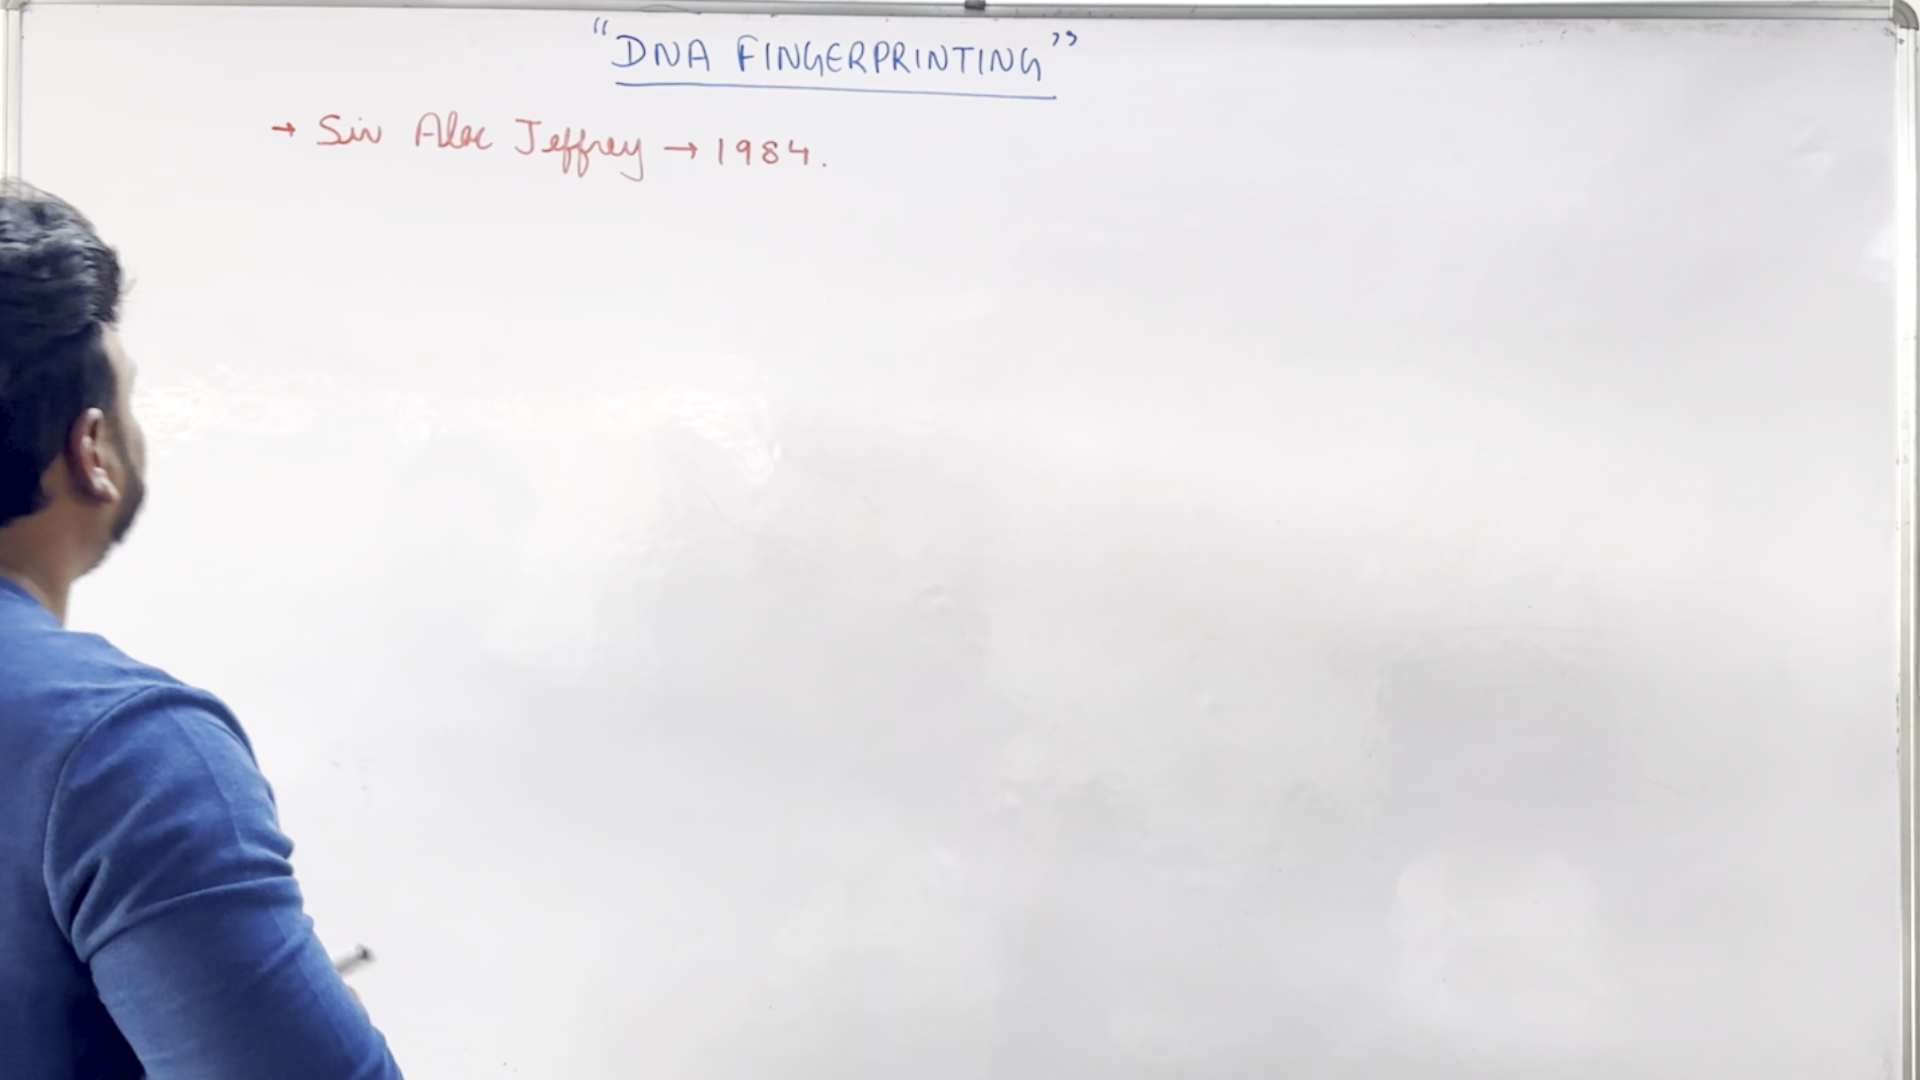 "DNA FINGERPRINTING"
→ Sir Alec Jeffrey → 1984.